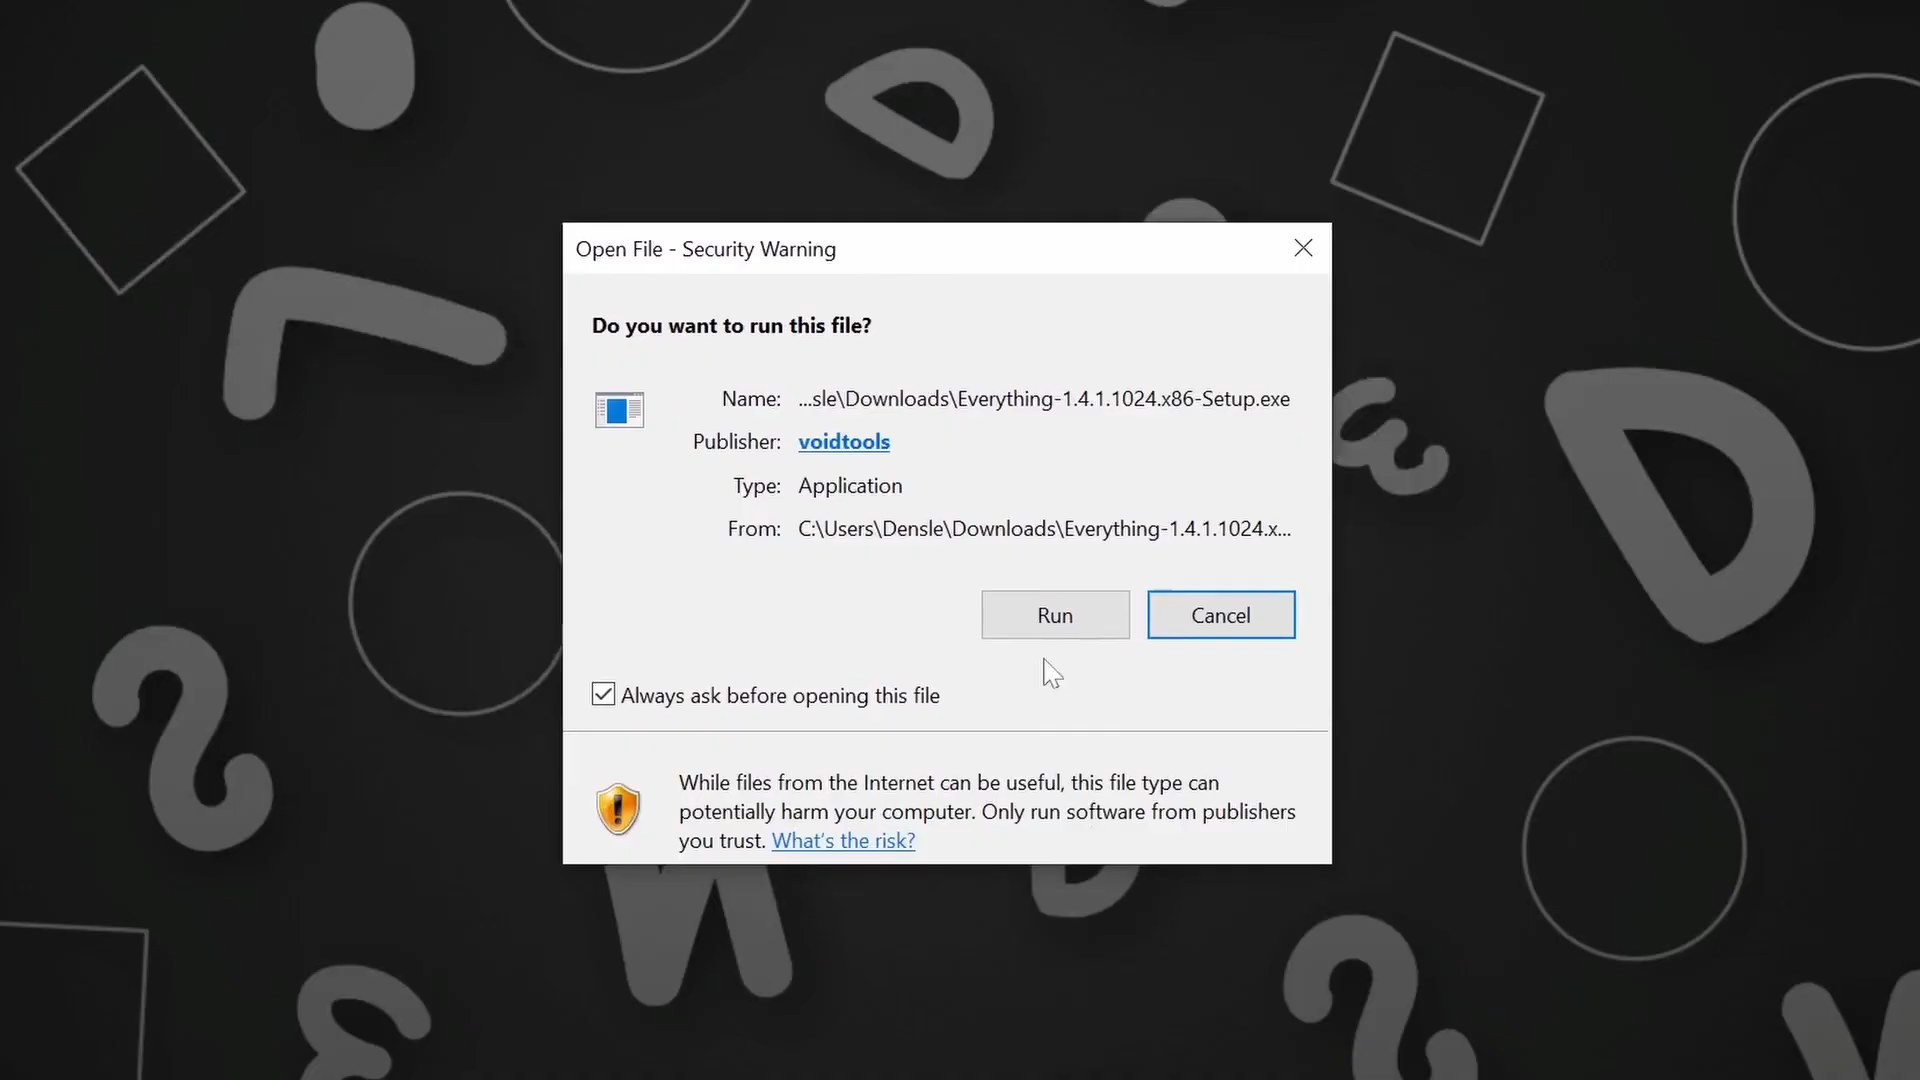 Open File - Security Warning
Do you want to run this file?
Name: ...sle\Downloads\Everything-1.4.1.1024.x86-Setup.exe
Publisher: voidtools
Type: Application
From: C:\Users\Densle\Downloads\Everything-1.4.1.1024.x...
Run Cancel
Always ask before opening this file
While files from the Internet can be useful, this file type can
potentially harm your computer. Only run software from publishers
you trust. What's the risk?